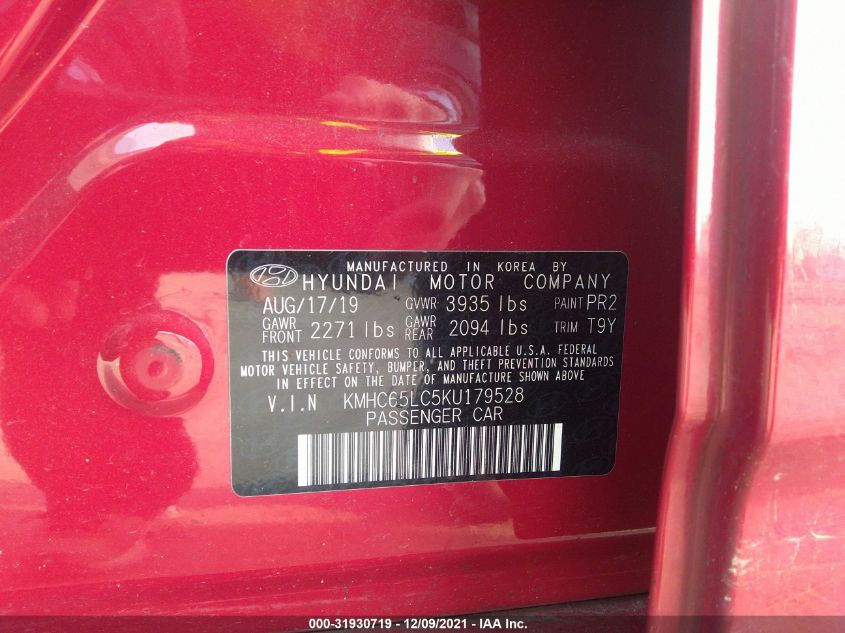 MANUFACTURED IN KOREA BY
HYUNDAI MOTOR COMPANY
AUG/17/19 GVWR 3935 lbs PAINT PR2
GAWR FRONT 2271 lbs GAWR REAR 2094 lbs TRIM T9Y
THIS VEHICLE CONFORMS TO ALL APPLICABLE U.S.A. FEDERAL
MOTOR VEHICLE SAFETY, BUMPER, AND THEFT PREVENTION STANDARDS
IN EFFECT ON THE DATE OF MANUFACTURE SHOWN ABOVE
V.I.N KMHC65LC5KU179528
PASSENGER CAR
000-31930719 - 12/09/2021 - IAA Inc.